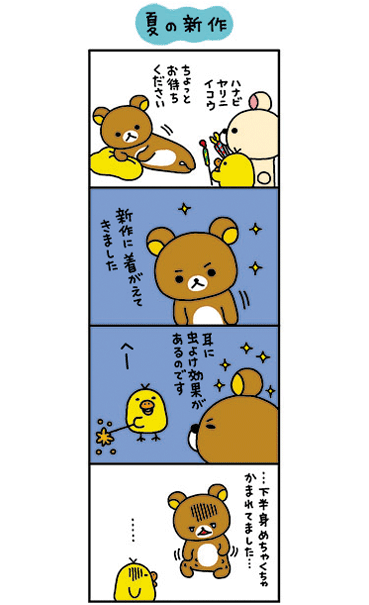 夏の新作
ハナビ
ヤリニ
イコウ
ちょっと
お待ち
ください
新作に着がえて
きました
耳に
虫よけ効果が
あるのです
へー
…下半身めちゃくちゃ
かまれてました…
……